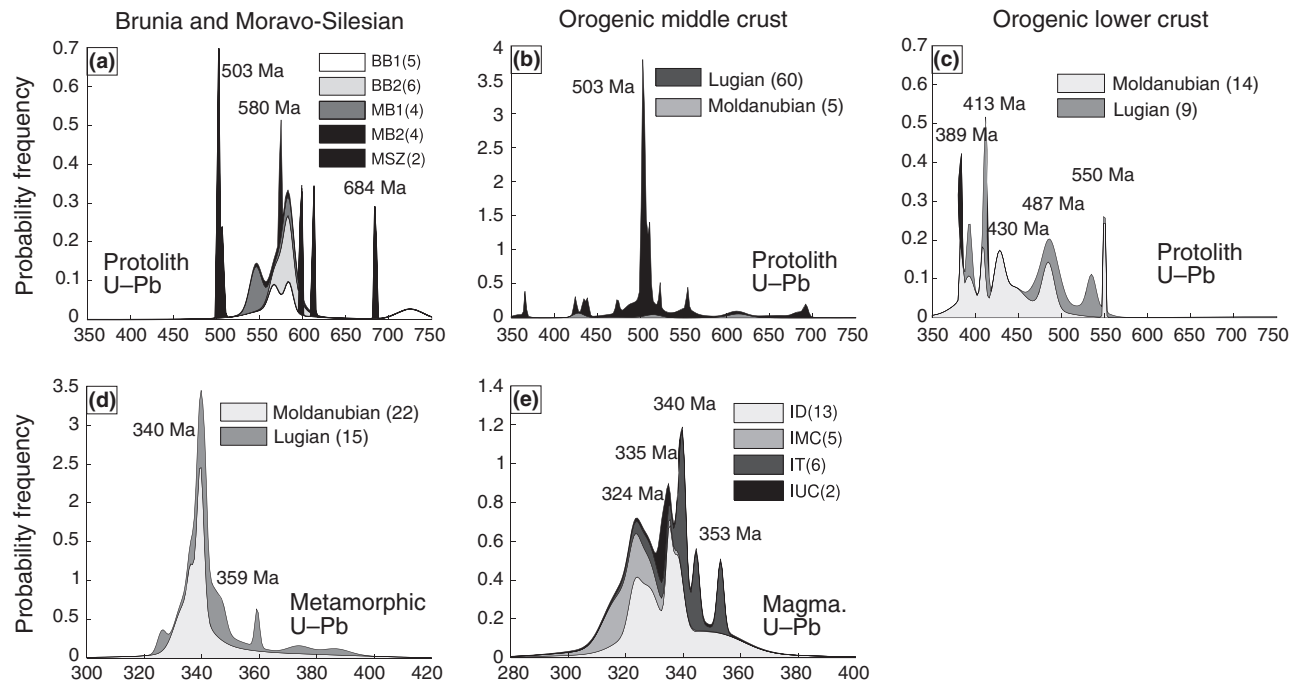 Brunia and Moravo-Silesian
Orogenic middle crust
Orogenic lower crust
Probability frequency
(a)
0.7
0.6
0.5
0.4
0.3
0.2
0.1
0
503 Ma
580 Ma
684 Ma
BB1(5)
BB2(6)
MB1(4)
MB2(4)
MSZ(2)
Protolith
U–Pb
350 400 450 500 550 600 650 700 750
(b)
4
3.5
3
2.5
2
1.5
1
0.5
0
503 Ma
Lugian (60)
Moldanubian (5)
Protolith
U–Pb
350 400 450 500 550 600 650 700 750
(c)
0.7
0.6
0.5
0.4
0.3
0.2
0.1
0
413 Ma
389 Ma
430 Ma
487 Ma
550 Ma
Moldanubian (14)
Lugian (9)
Protolith
U–Pb
350 400 450 500 550 600 650 700 750
Probability frequency
(d)
3.5
3
2.5
2
0.5
1
0.5
0
340 Ma
359 Ma
Moldanubian (22)
Lugian (15)
Metamorphic
U–Pb
300 320 340 360 380 400 420
(e)
1.4
1.2
1
0.8
0.6
0.4
0.2
0
340 Ma
335 Ma
324 Ma
353 Ma
ID(13)
IMC(5)
IT(6)
IUC(2)
Magma.
U–Pb
280 300 320 340 360 380 400